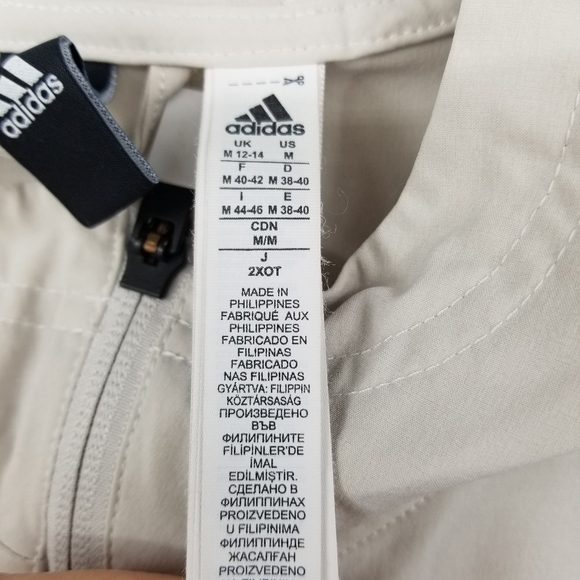 adidas
adidas
UK US
M 12-14 M
F D
M 40-42 M 38-40
I E
M 44-46 M 38-40
CDN
M/M
J
2XOT
MADE IN
PHILIPPINES
FABRIQUÉ AUX
PHILIPPINES
FABRICADO EN
FILIPINAS
FABRICADO
NAS FILIPINAS
GYÁRTVA: FILIPPIN
KÖZTÁRSASÁG
ПРОИЗВЕДЕНО
ВЪВ
ФИЛИПИНИТЕ
FİLİPİNLER'DE
İMAL
EDİLMİŞTİR.
СДЕЛАНО В
ФИЛИППИНАХ
PROIZVEDENO
U FILIPINIMA
ФИЛИППИНДЕ
ЖАСАЛҒАН
PROIZVEDENO